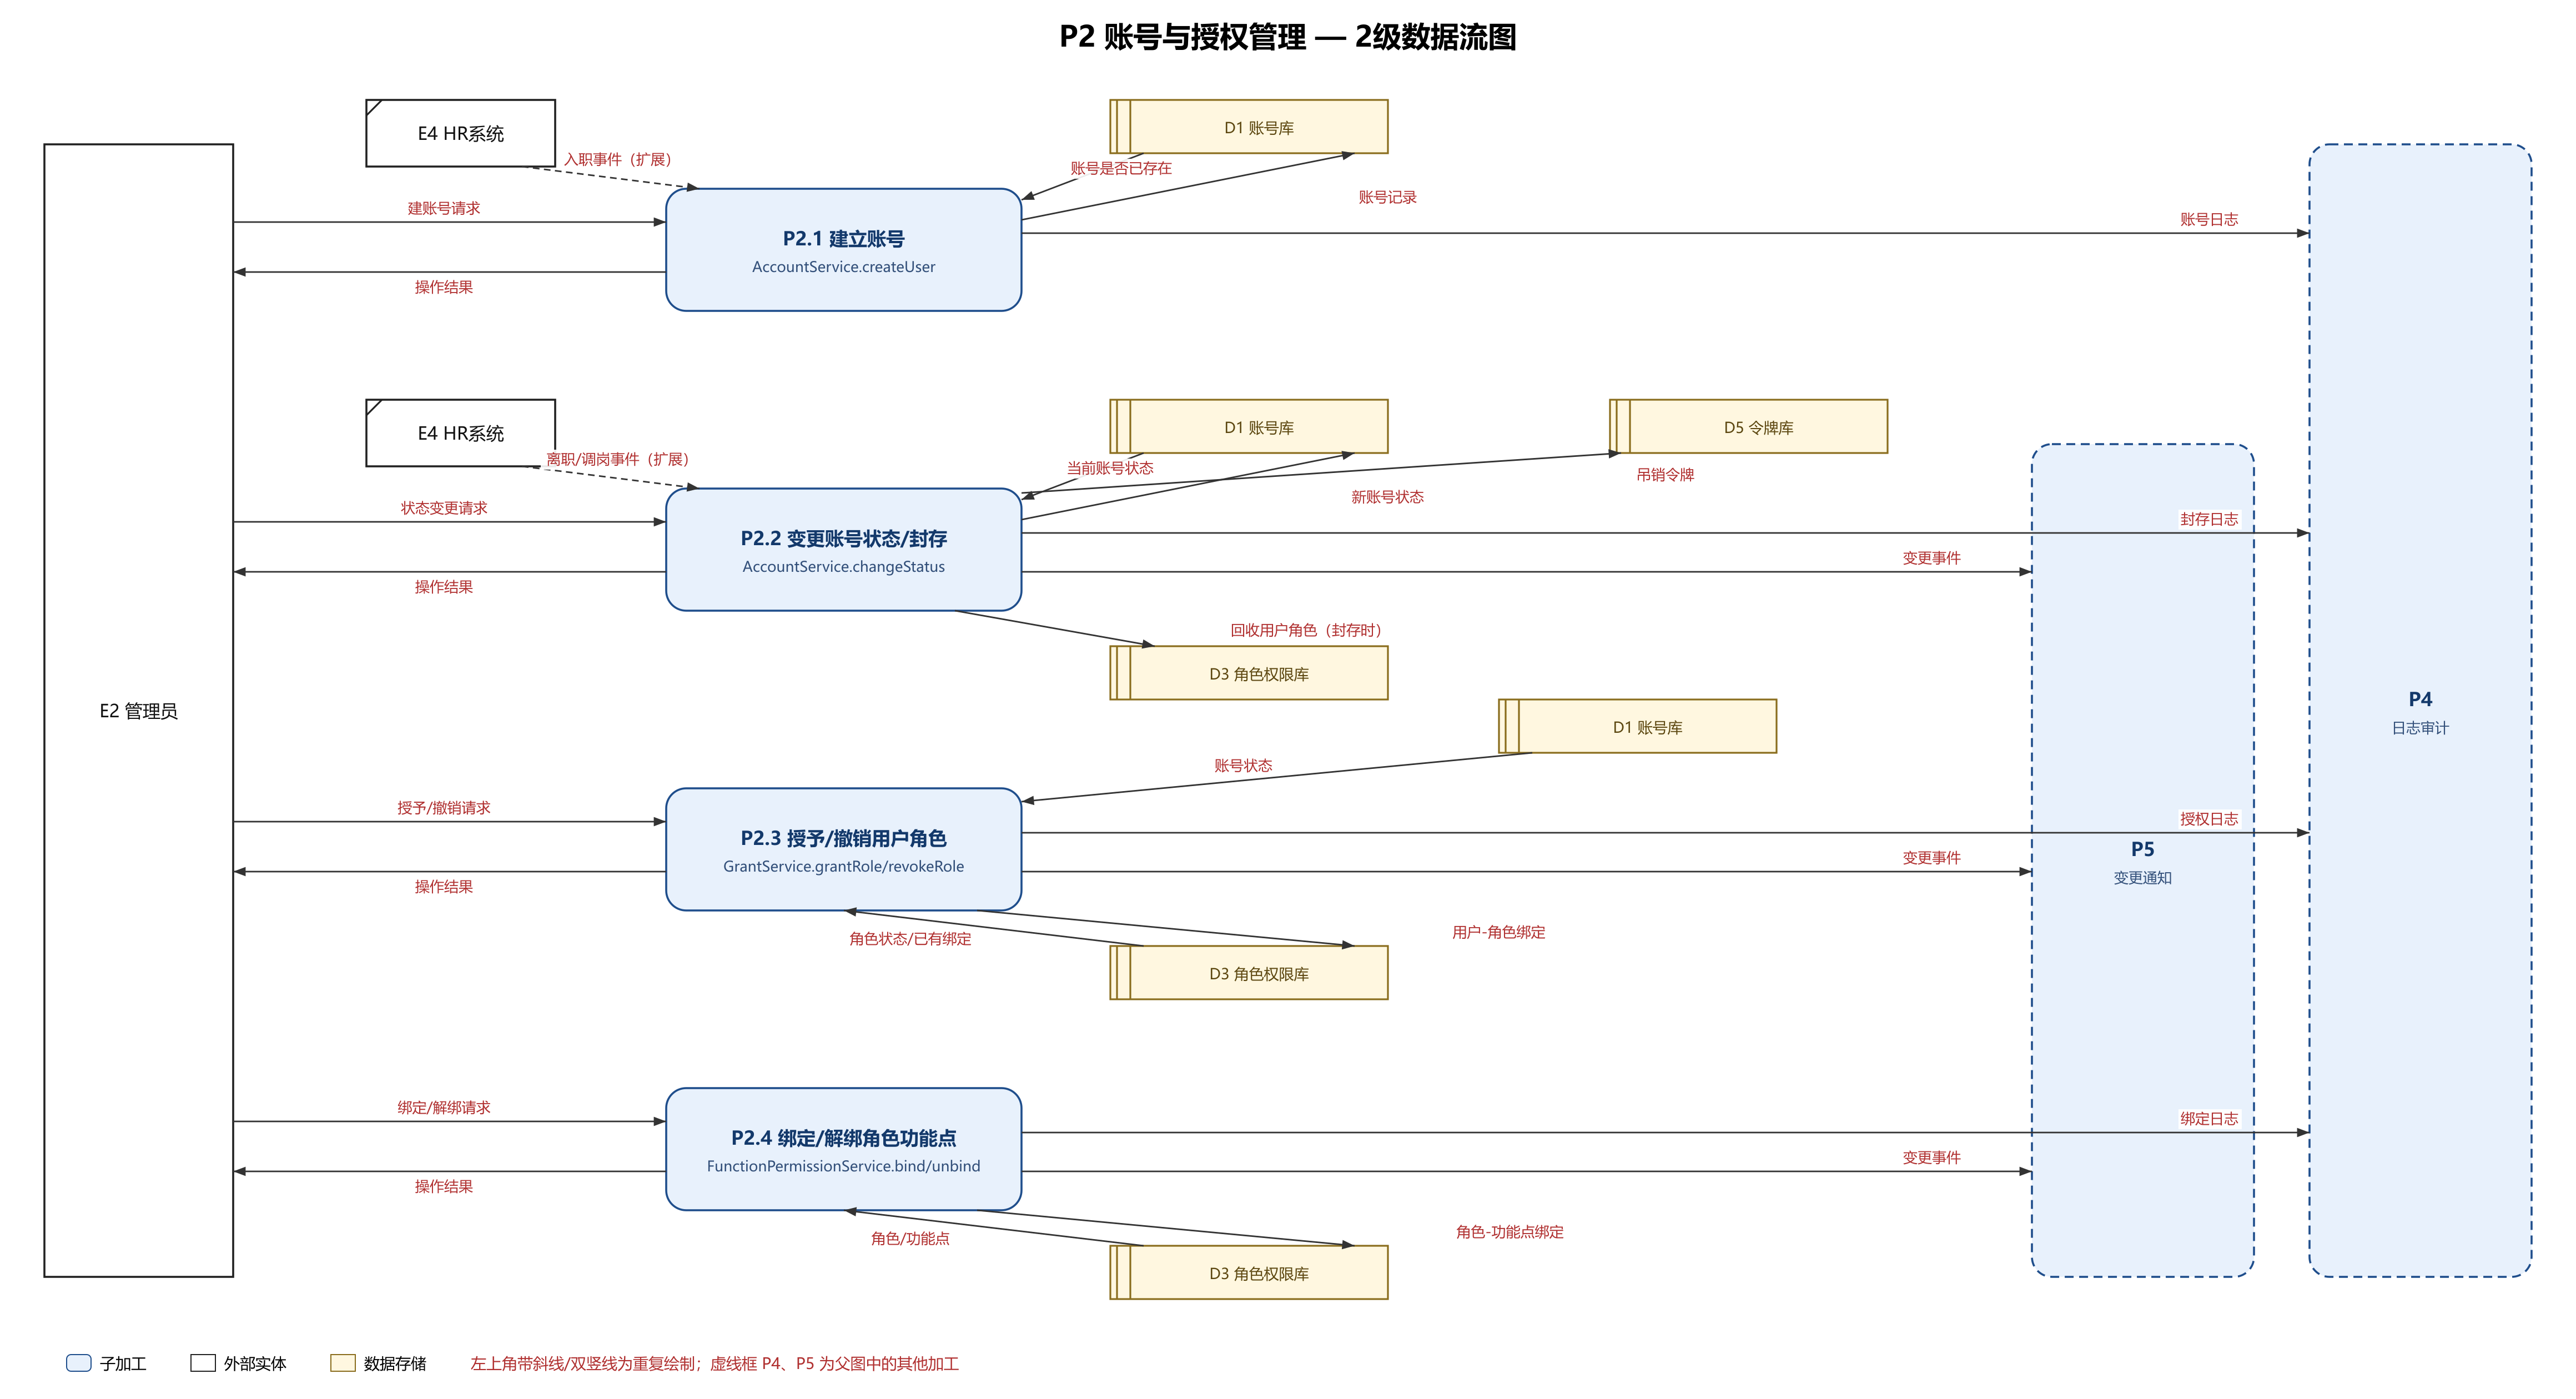 P2 账号与授权管理 — 2级数据流图
E4 HR系统
D1 账号库
入职事件（扩展）
账号是否已存在
账号记录
建账号请求
账号日志
P2.1 建立账号
AccountService.createUser
操作结果
E4 HR系统
D1 账号库
D5 令牌库
离职/调岗事件（扩展）
当前账号状态
吊销令牌
新账号状态
状态变更请求
封存日志
P2.2 变更账号状态/封存
变更事件
AccountService.changeStatus
操作结果
回收用户角色（封存时）
D3 角色权限库
E2 管理员
P4
日志审计
D1 账号库
账号状态
授予/撤销请求
授权日志
P2.3 授予/撤销用户角色
P5
变更事件
GrantService.grantRole/revokeRole
变更通知
操作结果
角色状态/已有绑定
用户-角色绑定
D3 角色权限库
绑定/解绑请求
绑定日志
P2.4 绑定/解绑角色功能点
变更事件
FunctionPermissionService.bind/unbind
操作结果
角色/功能点
角色-功能点绑定
D3 角色权限库
子加工
外部实体
数据存储
左上角带斜线/双竖线为重复绘制；虚线框 P4、P5 为父图中的其他加工